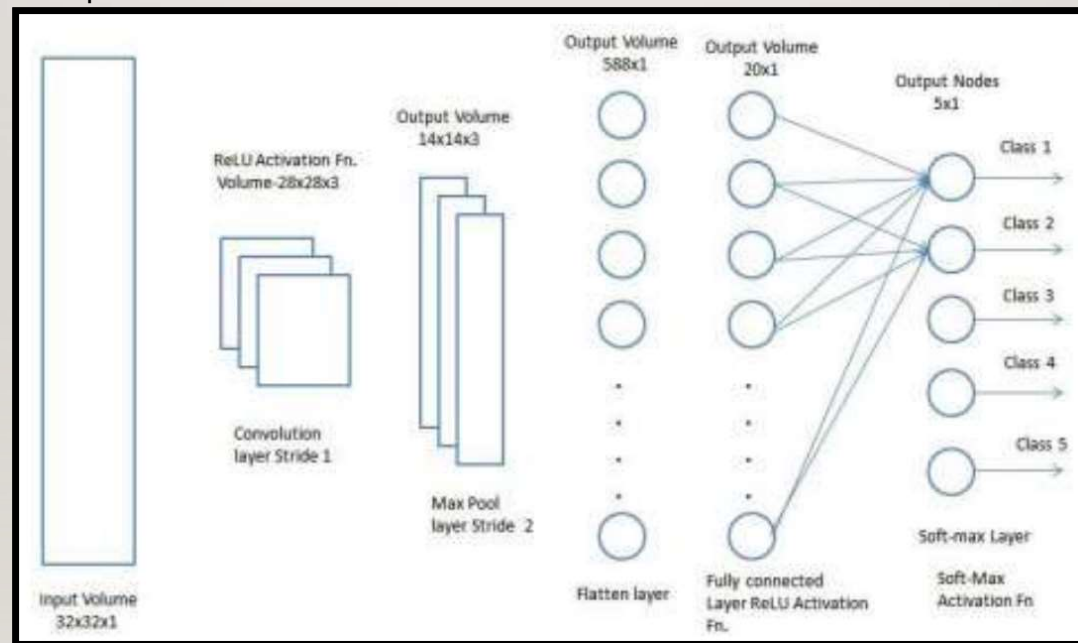 Input Volume
32x32x1
ReLU Activation Fn.
Volume-28x28x3
Convolution
layer Stride 1
Output Volume
14x14x3
Max Pool
layer Stride 2
Output Volume
588x1
Flatten layer
Output Volume
20x1
Fully connected
Layer ReLU Activation
Fn.
Output Nodes
5x1
Class 1
Class 2
Class 3
Class 4
Class 5
Soft-max Layer
Soft-Max
Activation Fn